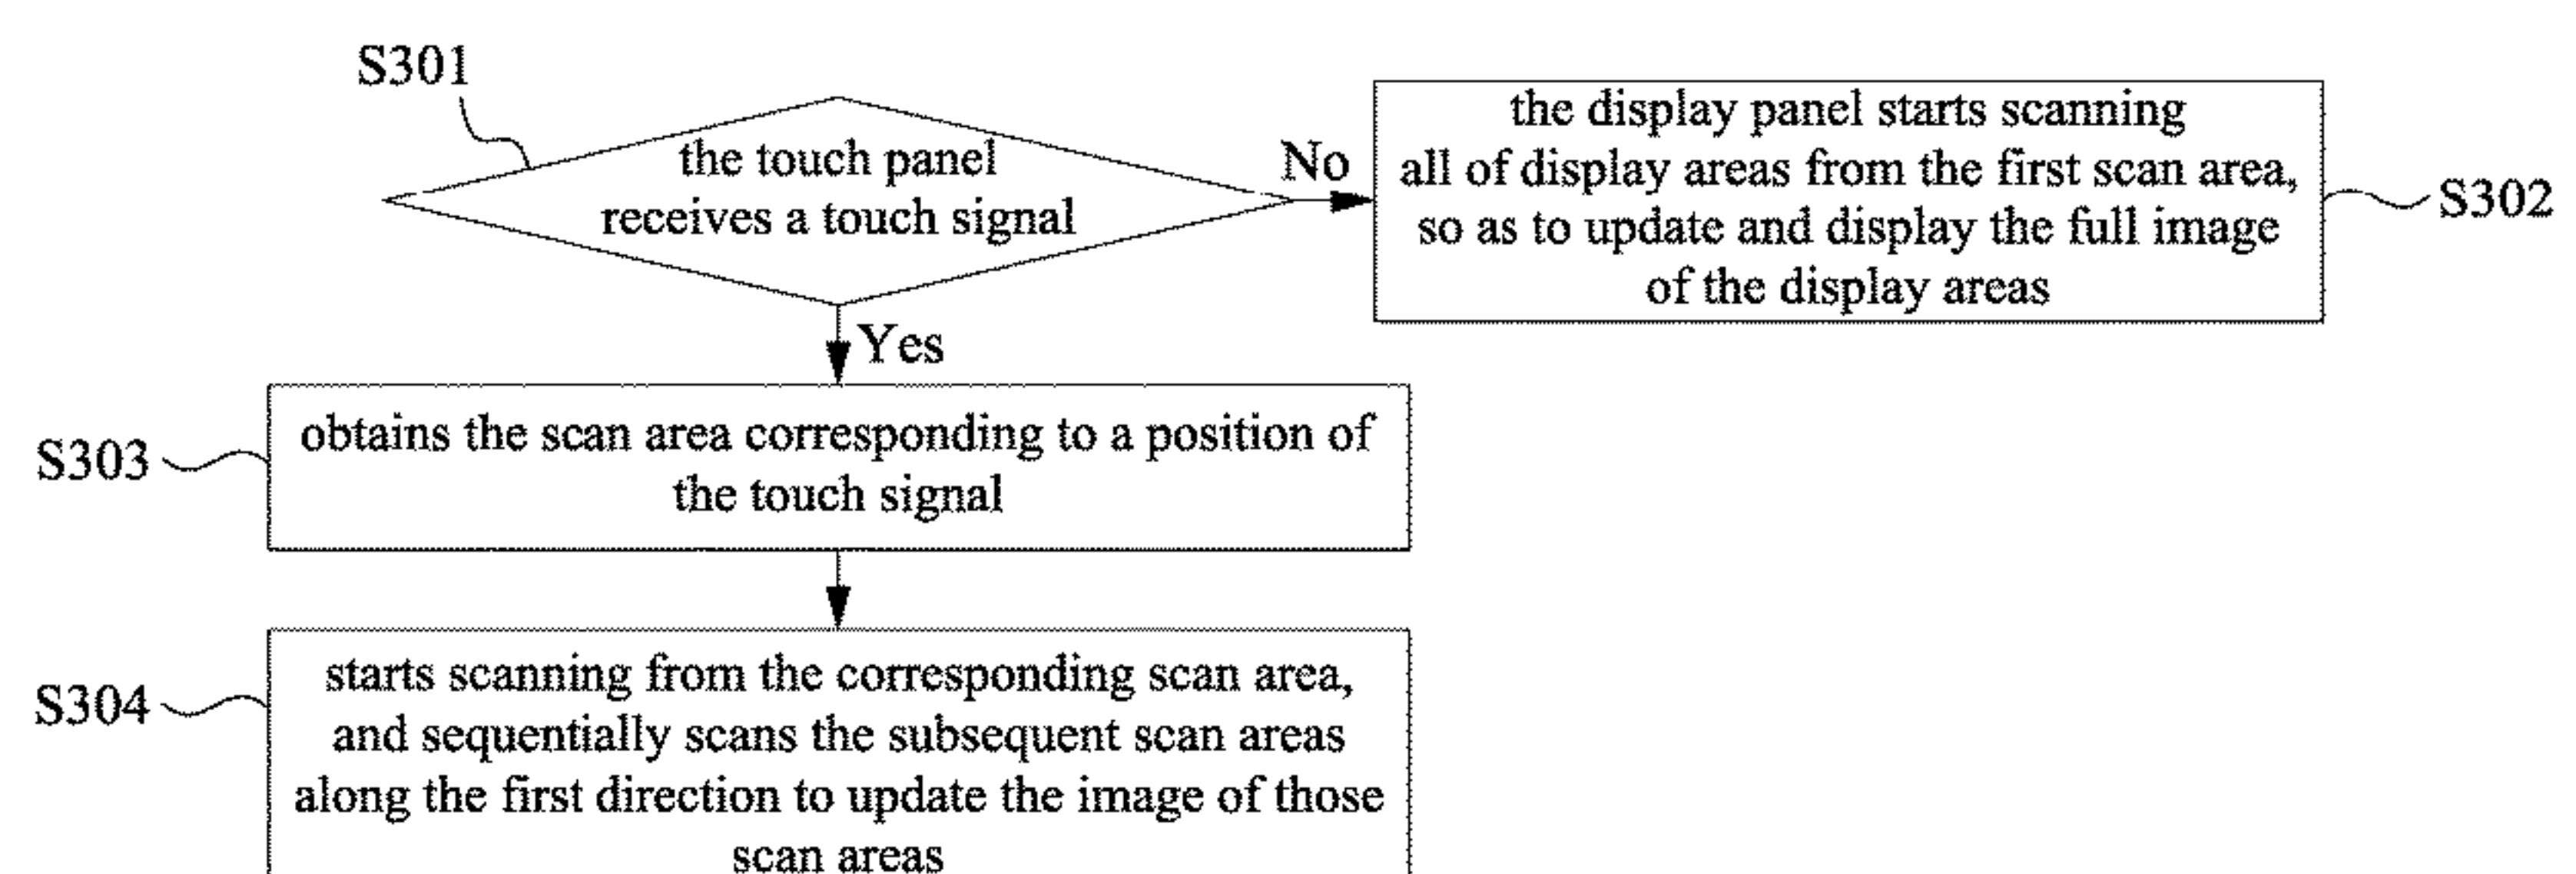 S301
the touch panel
receives a touch signal
No
the display panel starts scanning
all of display areas from the first scan area,
so as to update and display the full image
of the display areas
S302
Yes
S303
obtains the scan area corresponding to a position of
the touch signal
S304
starts scanning from the corresponding scan area,
and sequentially scans the subsequent scan areas
along the first direction to update the image of those
scan areas